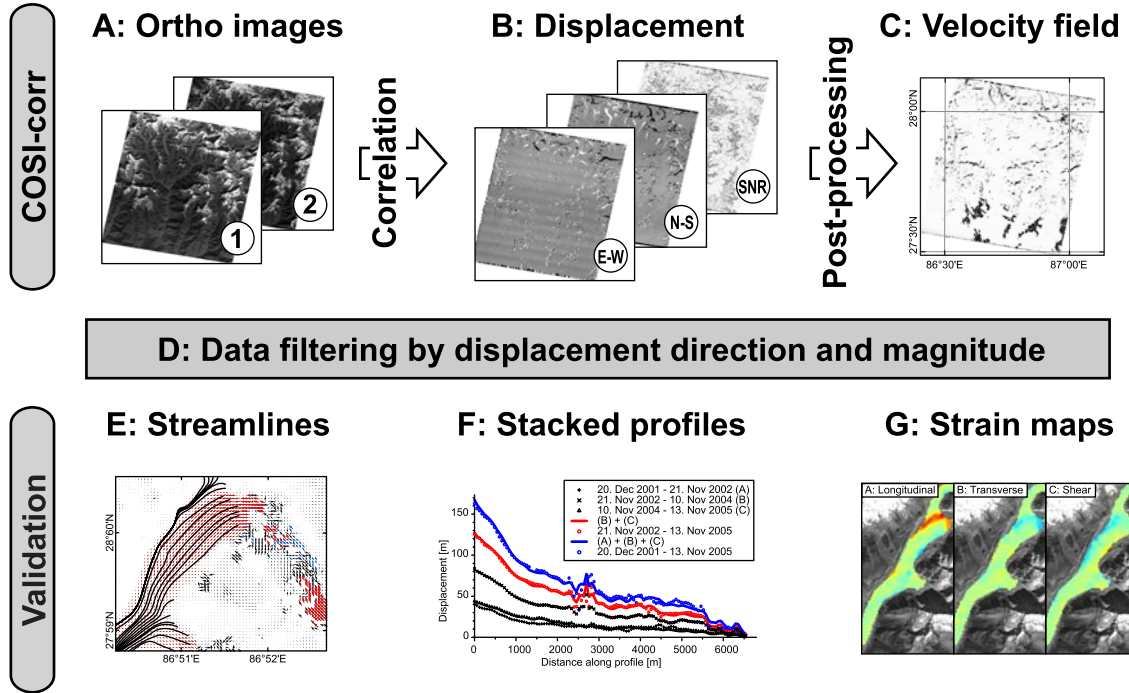 A: Ortho images
B: Displacement
C: Velocity field
COSI-corr
1
2
Correlation
E-W
N-S
SNR
Post-processing
28°00'N
27°30'N
86°30'E
87°00'E
D: Data filtering by displacement direction and magnitude
Validation
E: Streamlines
F: Stacked profiles
G: Strain maps
28°60'N
27°59'N
86°51'E
86°52'E
Displacement [m]
150
100
50
0
20. Dec 2001 - 21. Nov 2002 (A)
21. Nov 2002 - 10. Nov 2004 (B)
10. Nov 2004 - 13. Nov 2005 (C)
(B) + (C)
21. Nov 2002 - 13. Nov 2005
(A) + (B) + (C)
20. Dec 2001 - 13. Nov 2005
0
1000
2000
3000
4000
5000
6000
Distance along profile [m]
A: Longitudinal
B: Transverse
C: Shear